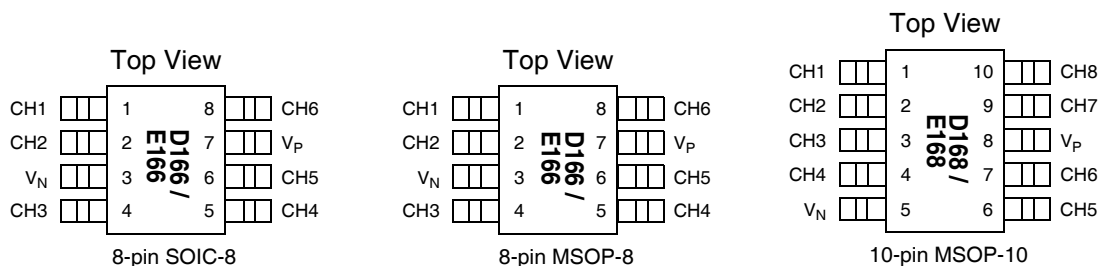 Top View
CH1 1 8 CH6
CH2 2 7 VP
VN 3 6 CH5
CH3 4 5 CH4
D166 /
E166
8-pin SOIC-8
Top View
CH1 1 8 CH6
CH2 2 7 VP
VN 3 6 CH5
CH3 4 5 CH4
D166 /
E166
8-pin MSOP-8
Top View
CH1 1 10 CH8
CH2 2 9 CH7
CH3 3 8 VP
CH4 4 7 CH6
VN 5 6 CH5
D168 /
E168
10-pin MSOP-10